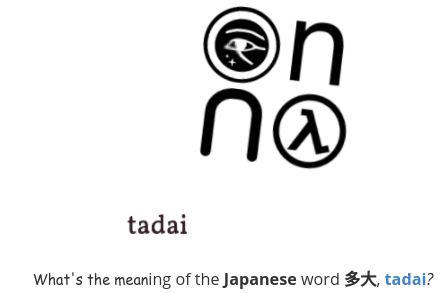 n
n λ
tadai
What's the meaning of the Japanese word 多大, tadai?